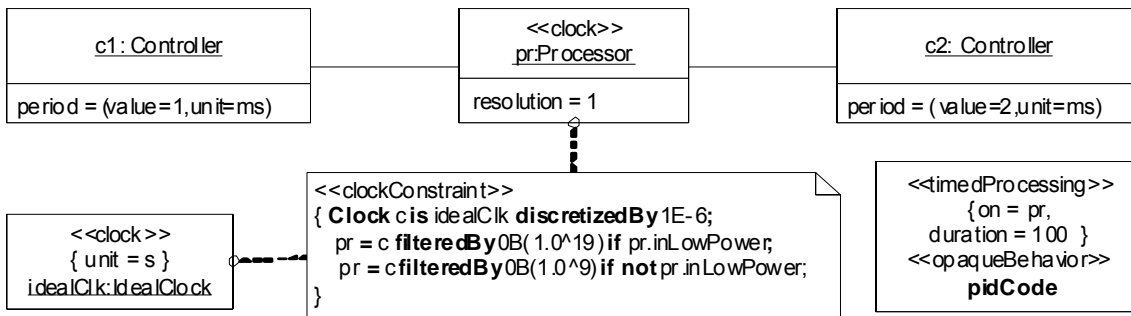 c1: Controller
period = (value=1,unit=ms)
<<clock>>
pr:Processor
resolution = 1
c2: Controller
period = ( value=2,unit=ms)
<<clock>>
{ unit = s }
idealClk:IdealClock
<<clockConstraint>>
{ Clock c is idealClk discretizedBy 1E-6;
pr = c filteredBy 0B(1.0^19) if pr.inLowPower;
pr = c filteredBy 0B(1.0^9) if not pr.inLowPower;
}
<<timedProcessing>>
{on = pr,
duration = 100 }
<<opaqueBehavior>>
pidCode